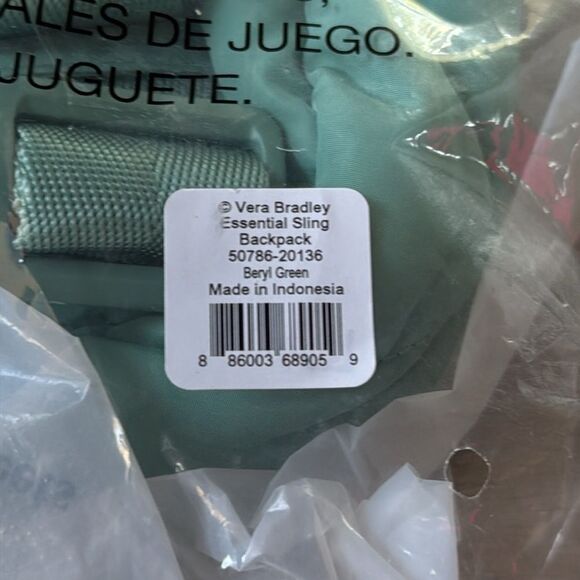 ALES DE JUEGO.
JUGUETE.
© Vera Bradley
Essential Sling
Backpack
50786-20136
Beryl Green
Made in Indonesia
8 86003 68905 9